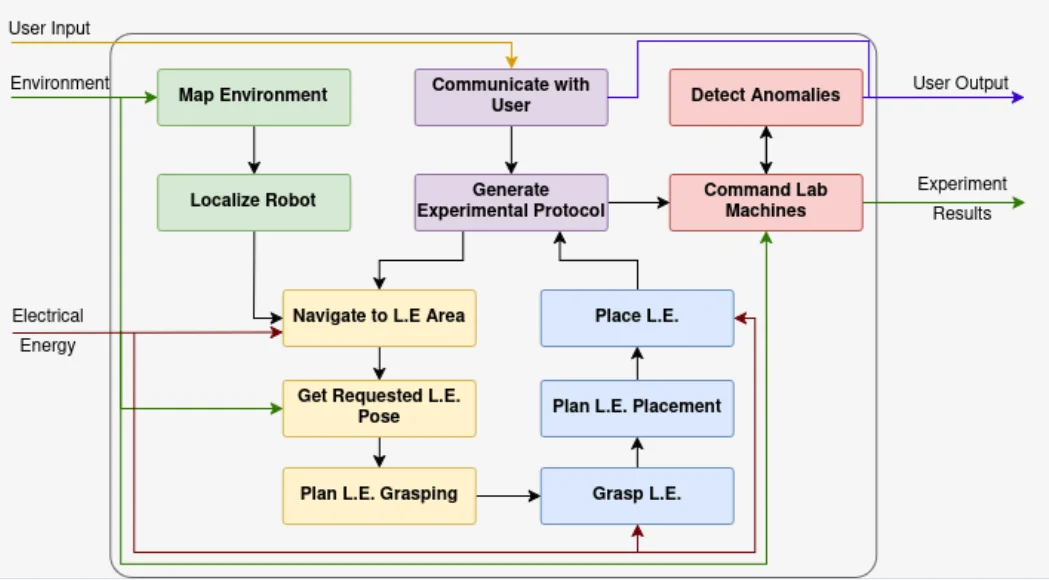 User Input
Environment
Map Environment
Communicate with
User
Detect Anomalies
User Output
Localize Robot
Generate
Experimental Protocol
Command Lab
Machines
Experiment
Results
Electrical
Energy
Navigate to L.E Area
Place L.E.
Get Requested L.E.
Pose
Plan L.E. Placement
Plan L.E. Grasping
Grasp L.E.